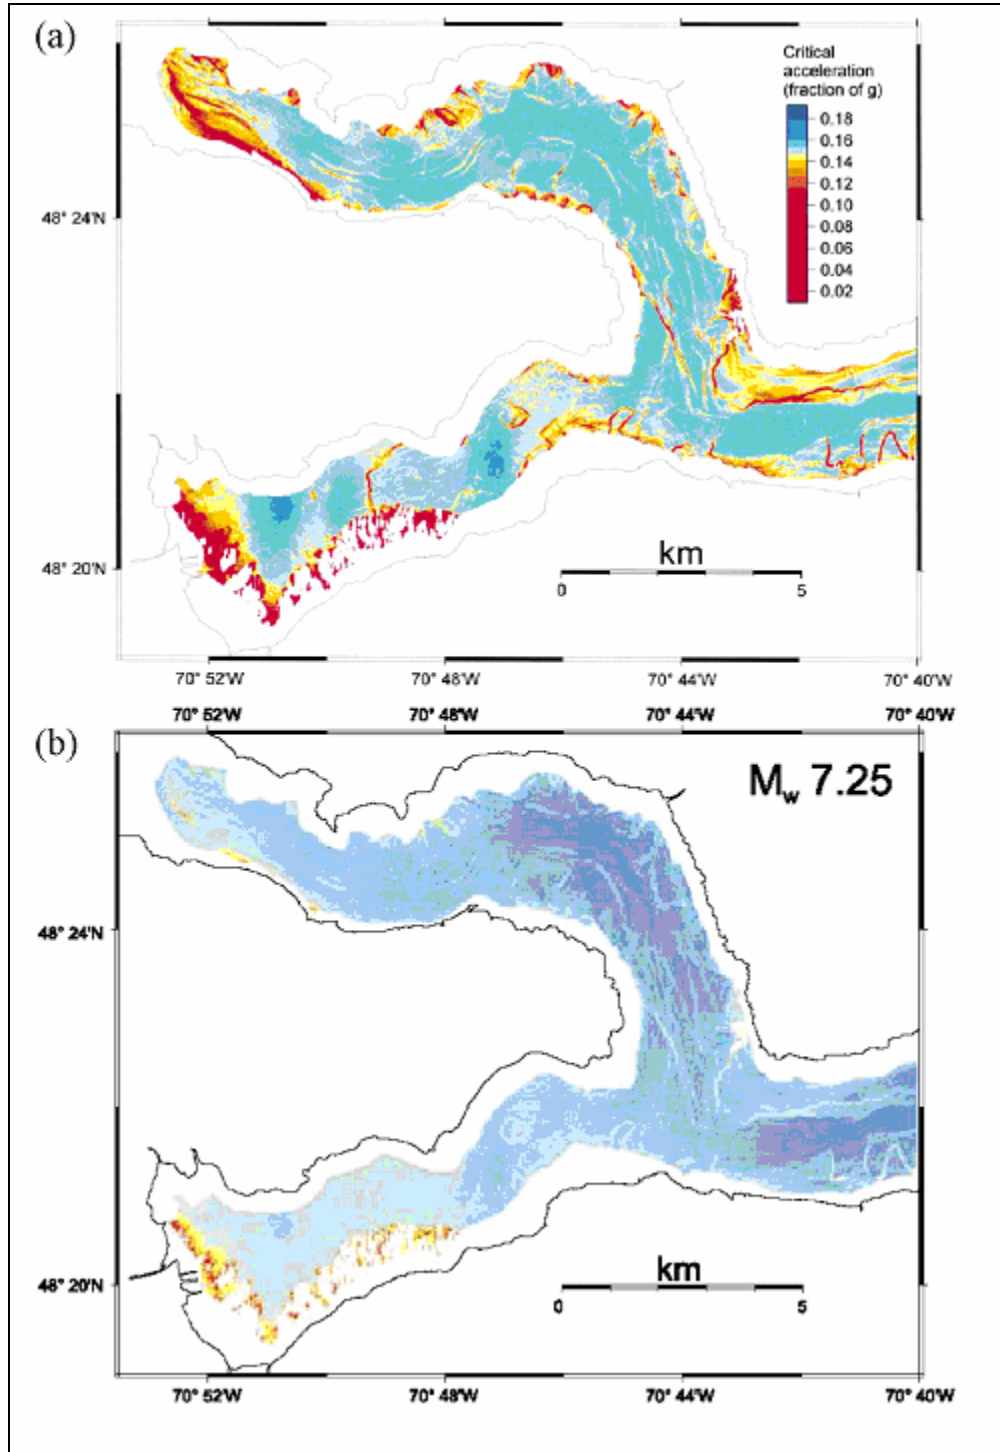 (a)
Critical
acceleration
(fraction of g)
0.18
0.16
0.14
0.12
0.10
0.08
0.06
0.04
0.02
48° 24'N
48° 20'N
km
0 5
70° 52'W 70° 48'W 70° 44'W 70° 40'W
70° 52'W 70° 48'W 70° 44'W 70° 40'W
(b)
Mw 7.25
48° 24'N
48° 20'N
km
0 5
70° 52'W 70° 48'W 70° 44'W 70° 40'W